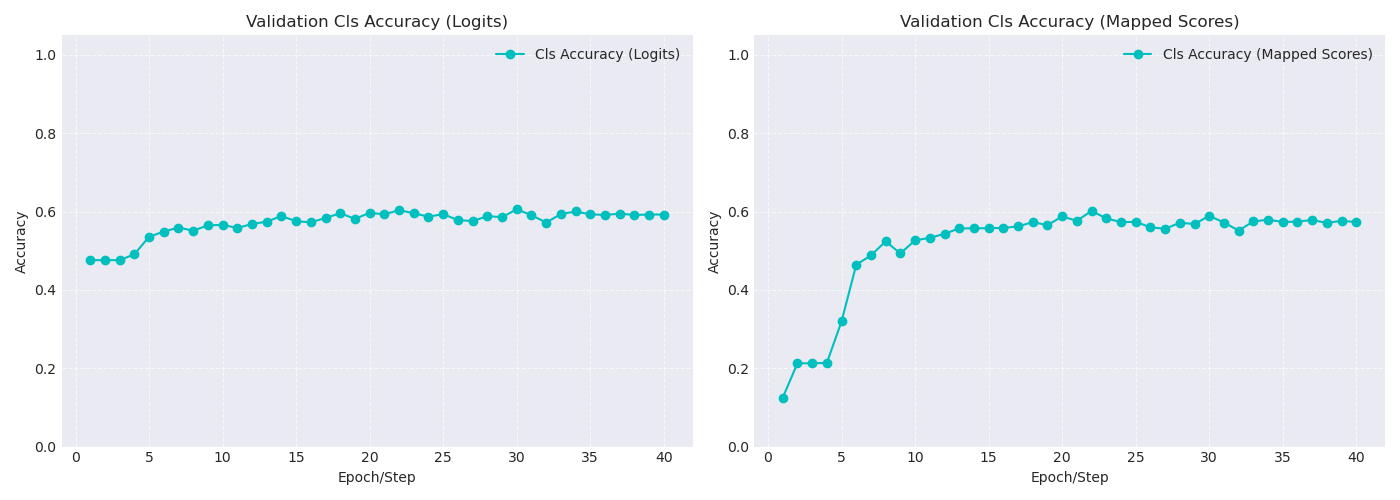 Validation Cls Accuracy (Logits)
Cls Accuracy (Logits)
1.0
0.8
0.6
0.4
0.2
0.0
Accuracy
0 5 10 15 20 25 30 35 40
Epoch/Step
Validation Cls Accuracy (Mapped Scores)
Cls Accuracy (Mapped Scores)
1.0
0.8
0.6
0.4
0.2
0.0
Accuracy
0 5 10 15 20 25 30 35 40
Epoch/Step